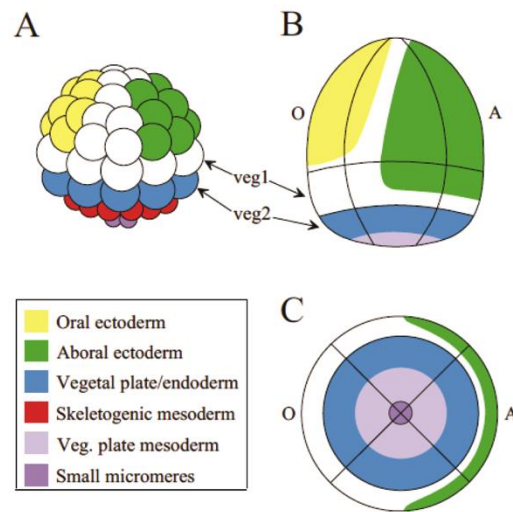 A
B
O
A
veg1
veg2
Oral ectoderm
Aboral ectoderm
Vegetal plate/endoderm
Skeletogenic mesoderm
Veg. plate mesoderm
Small micromeres
C
O
A